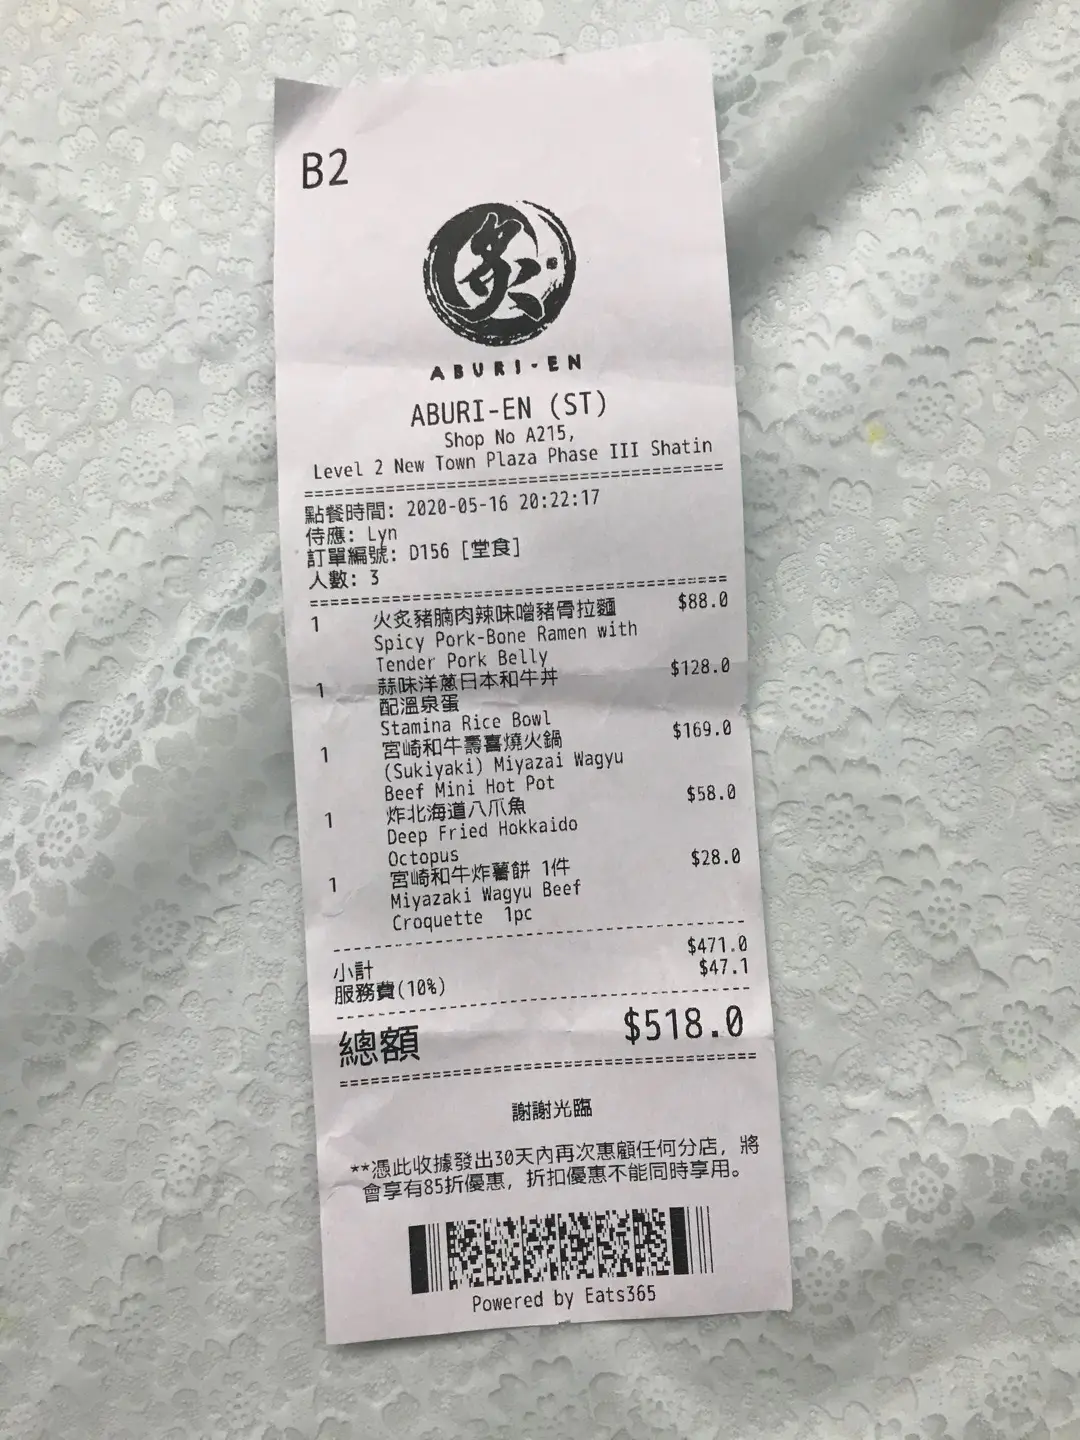 B2
炙
ABURI-EN
ABURI-EN (ST)
Shop No A215,
Level 2 New Town Plaza Phase III Shatin
點餐時間: 2020-05-16 20:22:17
侍應: Lyn
訂單編號: D156 [堂食]
人數: 3
1 火炙豬腩肉辣味噌豬骨拉麵 $88.0
Spicy Pork-Bone Ramen with
Tender Pork Belly
1 蒜味洋蔥日本和牛丼 $128.0
配溫泉蛋
Stamina Rice Bowl
1 宮崎和牛壽喜燒火鍋 $169.0
(Sukiyaki) Miyazai Wagyu
Beef Mini Hot Pot
1 炸北海道八爪魚 $58.0
Deep Fried Hokkaido
Octopus
1 宮崎和牛炸薯餅 1件 $28.0
Miyazaki Wagyu Beef
Croquette 1pc
小計 $471.0
服務費(10%) $47.1
總額 $518.0
謝謝光臨
**憑此收據發出30天內再次惠顧任何分店, 將
會享有85折優惠, 折扣優惠不能同時享用。
Powered by Eats365